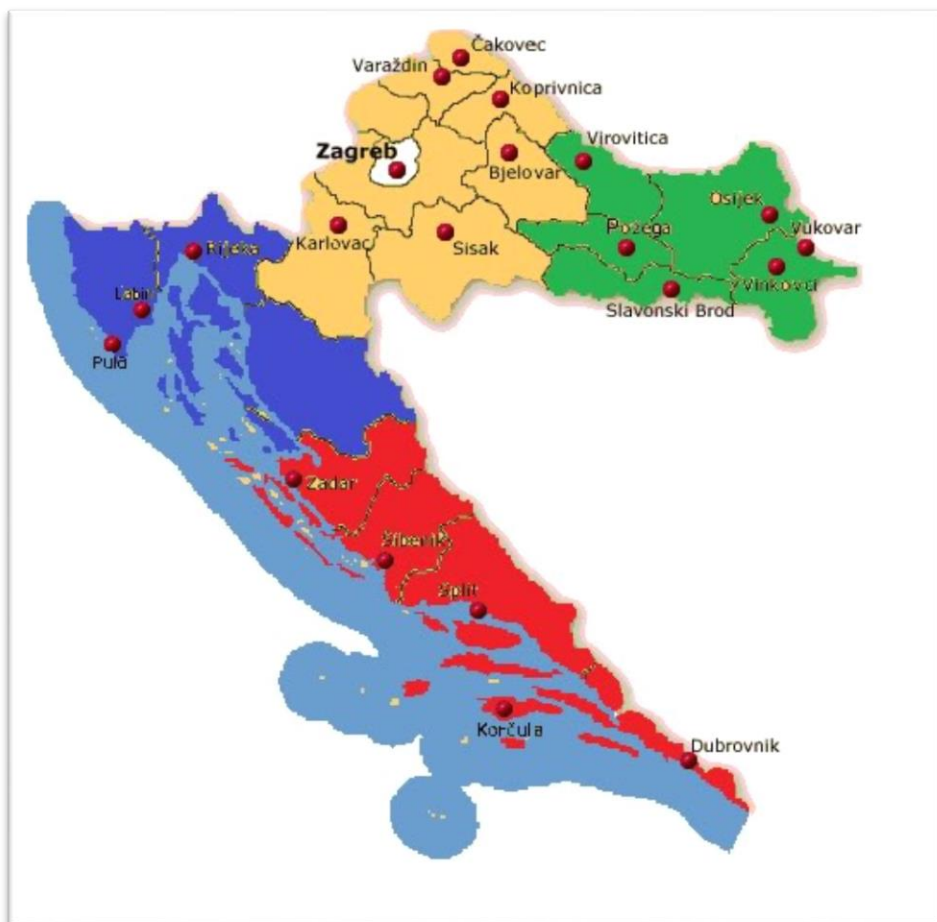 Čakovec
Varaždin
Koprivnica
Virovitica
Zagreb
Bjelovar
Osijek
Požega
Vukovar
Karlovac
Sisak
Rijeka
Vinkovci
Labin
Slavonski Brod
Pula
Zadar
Šibenik
Split
Korčula
Dubrovnik